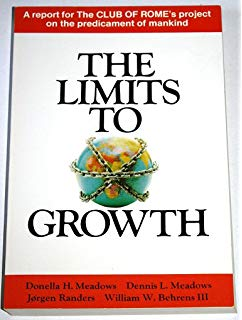 A report for THE CLUB OF ROME's project
on the predicament of mankind
THE
LIMITS
TO
GROWTH
Donella H. Meadows Dennis L. Meadows
Jørgen Randers William W. Behrens III